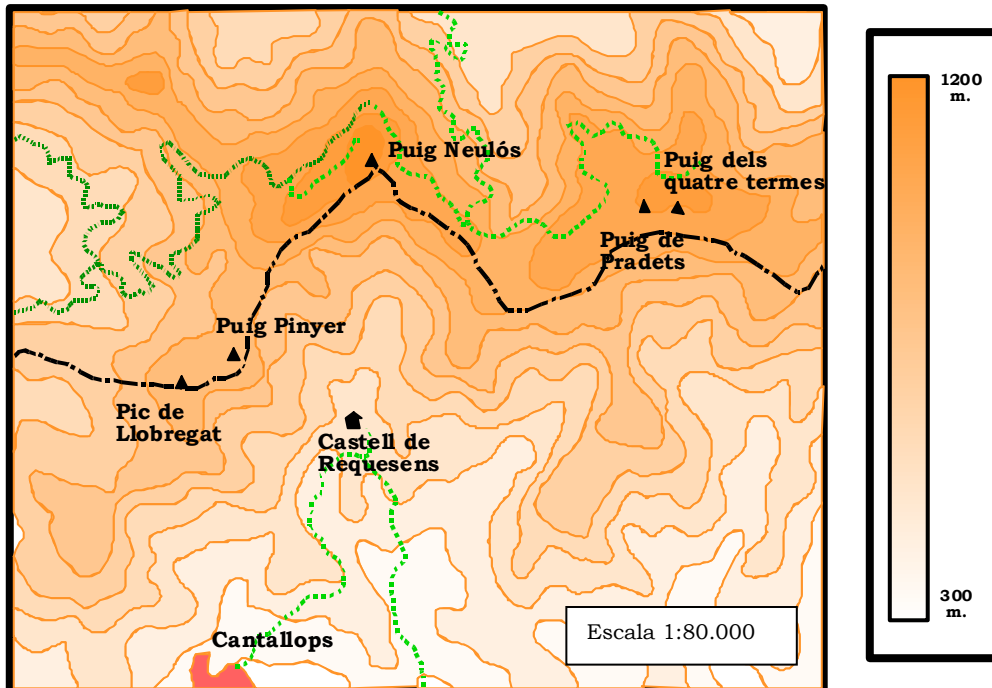 1200
m.
Puig Neulós
Puig dels
quatre termes
Puig de
Pradets
Puig Pinyer
Pic de
Llobregat
Castell de
Requesens
300
m.
Escala 1:80.000
Cantallops